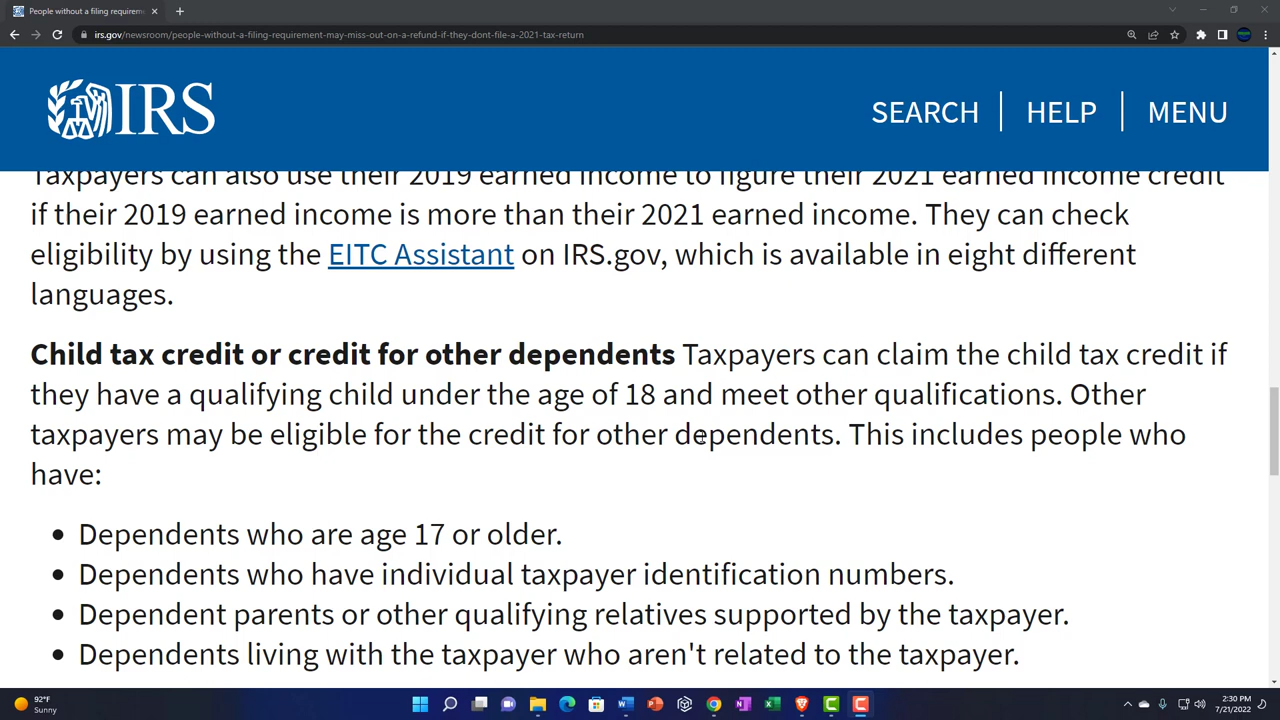 People without a filing requirem
irs.gov/newsroom/people-without-a-filing-requirement-may-miss-out-on-a-refund-if-they-dont-file-a-2021-tax-return
IRS
SEARCH HELP MENU
Taxpayers can also use their 2019 earned income to figure their 2021 earned income credit
if their 2019 earned income is more than their 2021 earned income. They can check
eligibility by using the EITC Assistant on IRS.gov, which is available in eight different
languages.
Child tax credit or credit for other dependents Taxpayers can claim the child tax credit if
they have a qualifying child under the age of 18 and meet other qualifications. Other
taxpayers may be eligible for the credit for other dependents. This includes people who
have:
• Dependents who are age 17 or older.
• Dependents who have individual taxpayer identification numbers.
• Dependent parents or other qualifying relatives supported by the taxpayer.
• Dependents living with the taxpayer who aren't related to the taxpayer.
92°F
Sunny
2:30 PM
7/21/2022